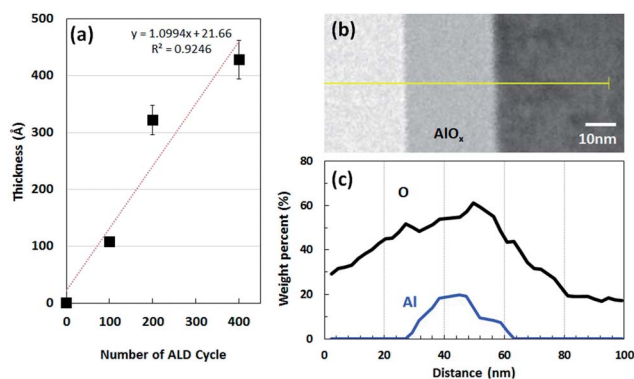 (a)
y = 1.0994x + 21.66
R² = 0.9246
Thickness (Å)
500
400
300
200
100
0
0
100
200
300
400
Number of ALD Cycle
(b)
AlOₓ
10nm
(c)
O
Al
Weight percent (%)
80
60
40
20
0
0
20
40
60
80
100
Distance (nm)